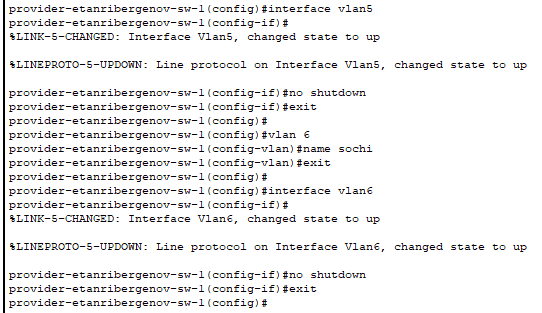 provider-etanribergenov-sw-1(config)#interface vlan5
provider-etanribergenov-sw-1(config-if)#
%LINK-5-CHANGED: Interface Vlan5, changed state to up
%LINEPROTO-5-UPDOWN: Line protocol on Interface Vlan5, changed state to up
provider-etanribergenov-sw-1(config-if)#no shutdown
provider-etanribergenov-sw-1(config-if)#exit
provider-etanribergenov-sw-1(config)#
provider-etanribergenov-sw-1(config)#vlan 6
provider-etanribergenov-sw-1(config-vlan)#name sochi
provider-etanribergenov-sw-1(config-vlan)#exit
provider-etanribergenov-sw-1(config)#
provider-etanribergenov-sw-1(config)#interface vlan6
provider-etanribergenov-sw-1(config-if)#
%LINK-5-CHANGED: Interface Vlan6, changed state to up
%LINEPROTO-5-UPDOWN: Line protocol on Interface Vlan6, changed state to up
provider-etanribergenov-sw-1(config-if)#no shutdown
provider-etanribergenov-sw-1(config-if)#exit
provider-etanribergenov-sw-1(config)#